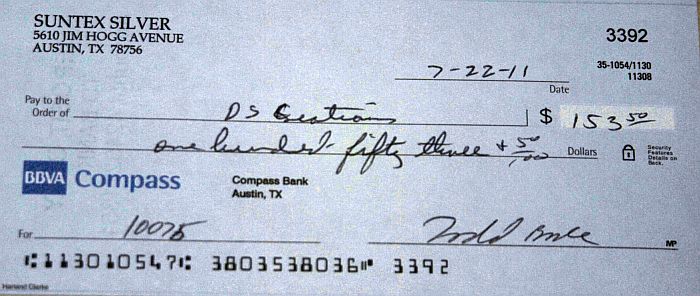 SUNTEX SILVER
5610 JIM HOGG AVENUE
AUSTIN, TX 78756
3392
35-1054/1130
11308
7-22-11
Date
Pay to the
Order of DS Creations $ 153 50
one hundred fifty three + 50/100 Dollars
Security
Features
Details on
Back.
BBVA Compass
Compass Bank
Austin, TX
For 10075
MP
⑆113010547⑆ 3803538036⑈ 3392
Harland Clarke